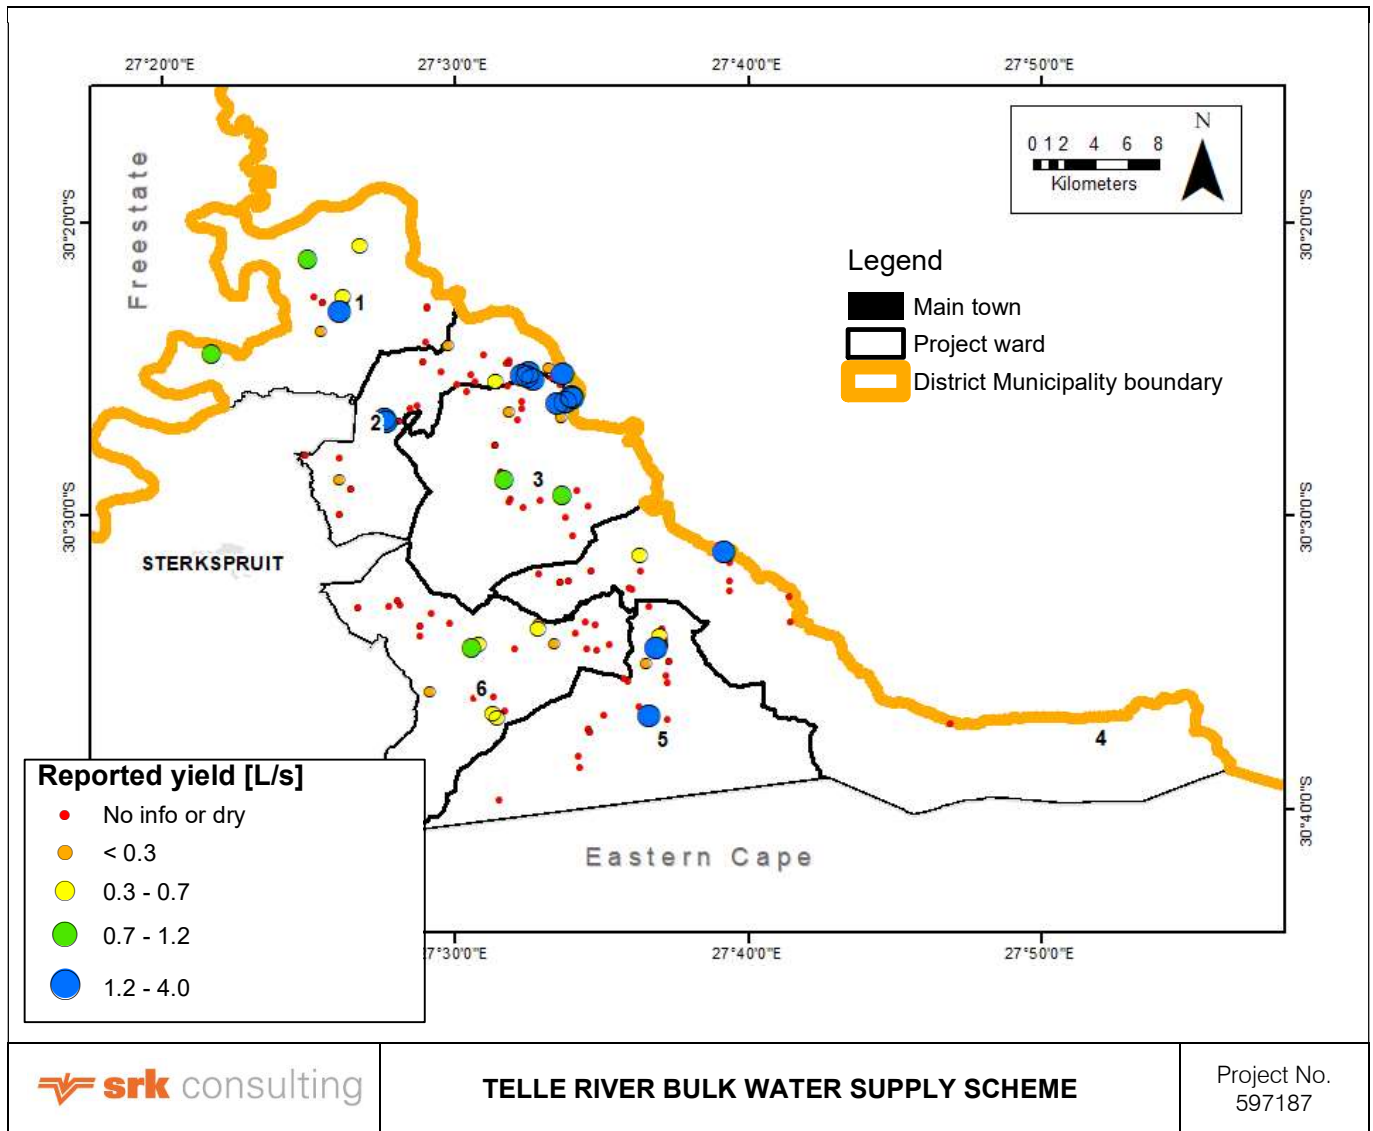 27°20'0"E 27°30'0"E 27°40'0"E 27°50'0"E
N
0 1 2 4 6 8
Kilometers
Freestate
30°20'0"S
30°20'0"S
Legend
Main town
Project ward
District Municipality boundary
1
2
3
30°30'0"S
30°30'0"S
STERKSPRUIT
6
5
4
30°40'0"S
Eastern Cape
Reported yield [L/s]
No info or dry
< 0.3
0.3 - 0.7
0.7 - 1.2
1.2 - 4.0
27°30'0"E 27°40'0"E 27°50'0"E
srk consulting
TELLE RIVER BULK WATER SUPPLY SCHEME
Project No.
597187